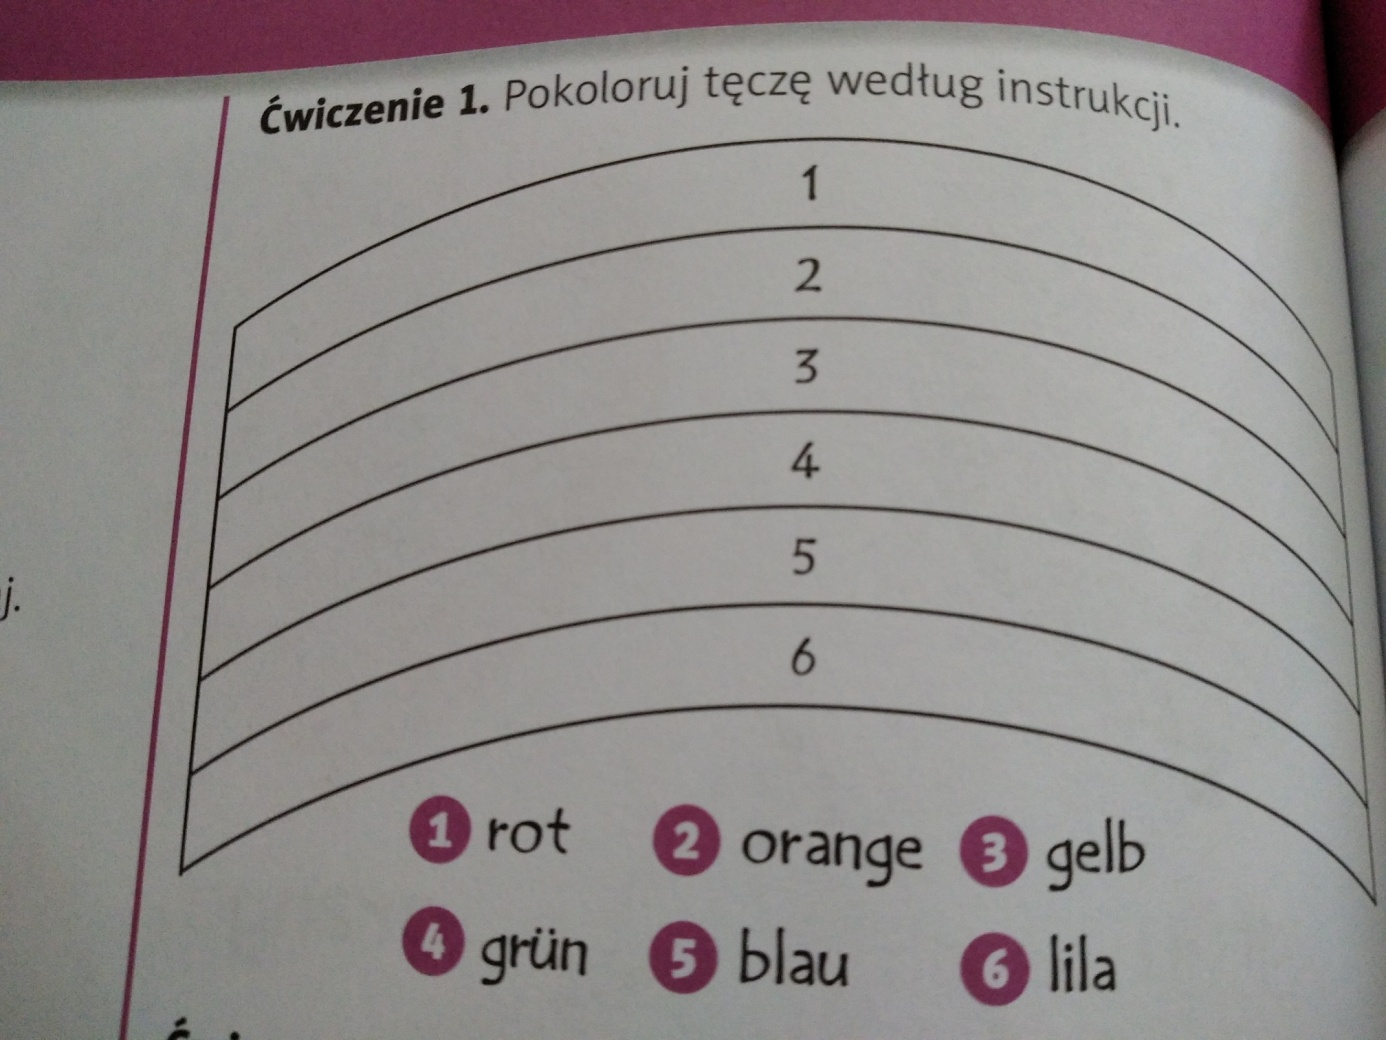 Ćwiczenie 1. Pokoloruj tęczę według instrukcji.
1
2
3
4
5
6
j.
1 rot 2 orange 3 gelb
4 grün 5 blau 6 lila